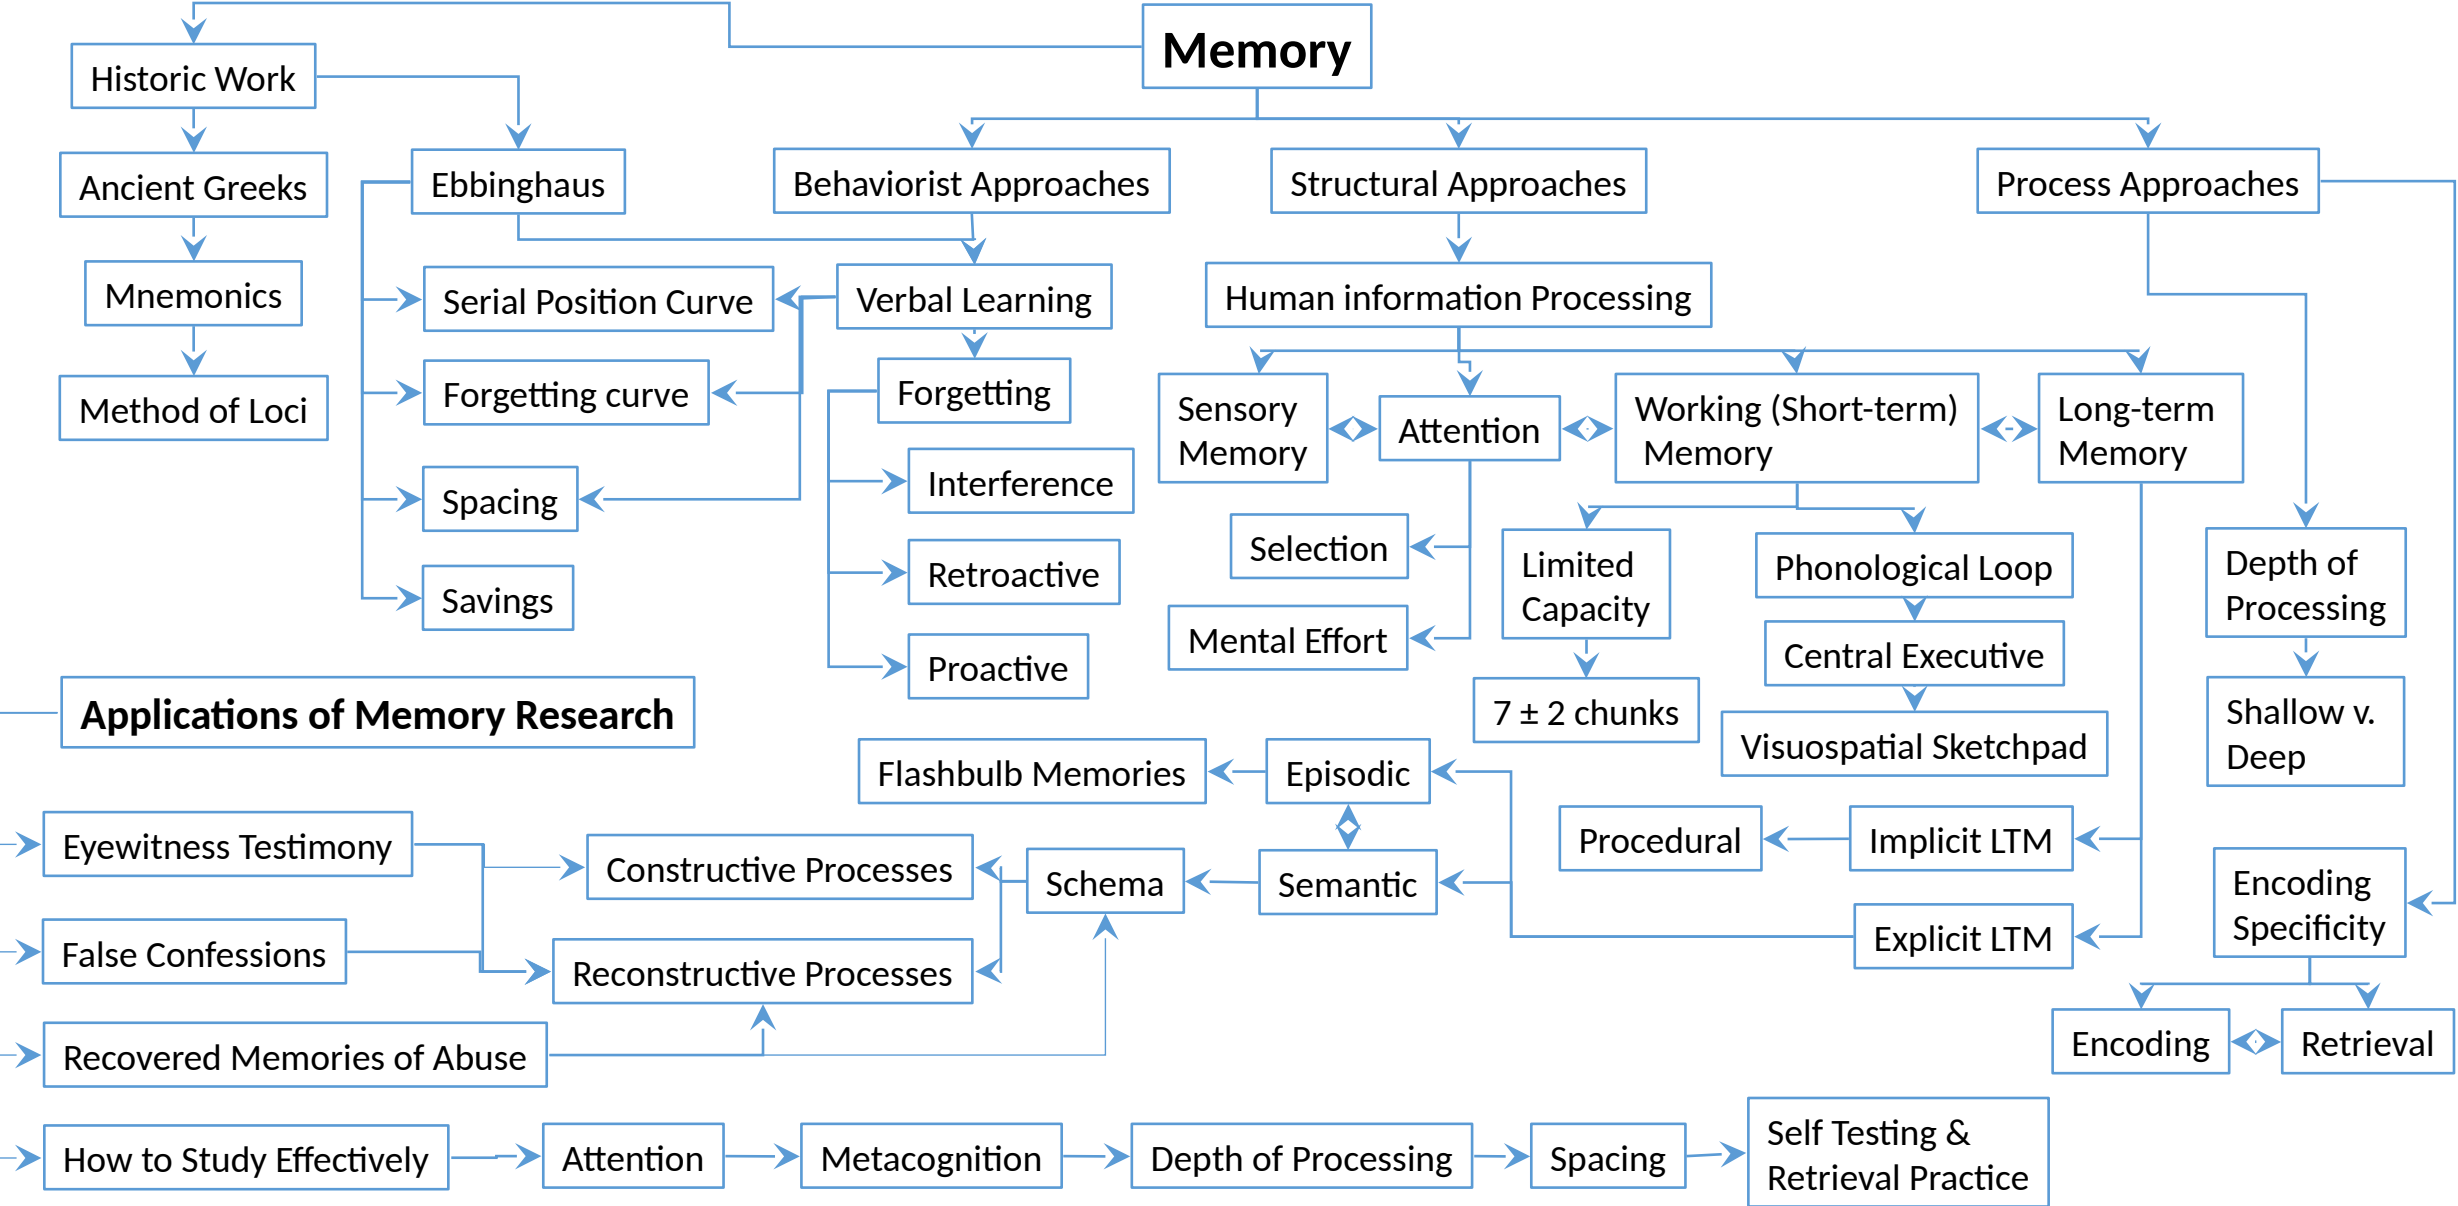 Memory
Historic Work
Ancient Greeks
Ebbinghaus
Behaviorist Approaches
Structural Approaches
Process Approaches
Mnemonics
Serial Position Curve
Verbal Learning
Human information Processing
Method of Loci
Forgetting curve
Forgetting
Sensory
Memory
Attention
Working (Short-term)
Memory
Long-term
Memory
Spacing
Interference
Selection
Limited
Capacity
Phonological Loop
Depth of
Processing
Savings
Retroactive
Mental Effort
Central Executive
Proactive
7 ± 2 chunks
Visuospatial Sketchpad
Shallow v.
Deep
Applications of Memory Research
Flashbulb Memories
Episodic
Procedural
Implicit LTM
Eyewitness Testimony
Constructive Processes
Schema
Semantic
Encoding
Specificity
False Confessions
Reconstructive Processes
Explicit LTM
Recovered Memories of Abuse
Encoding
Retrieval
How to Study Effectively
Attention
Metacognition
Depth of Processing
Spacing
Self Testing &
Retrieval Practice